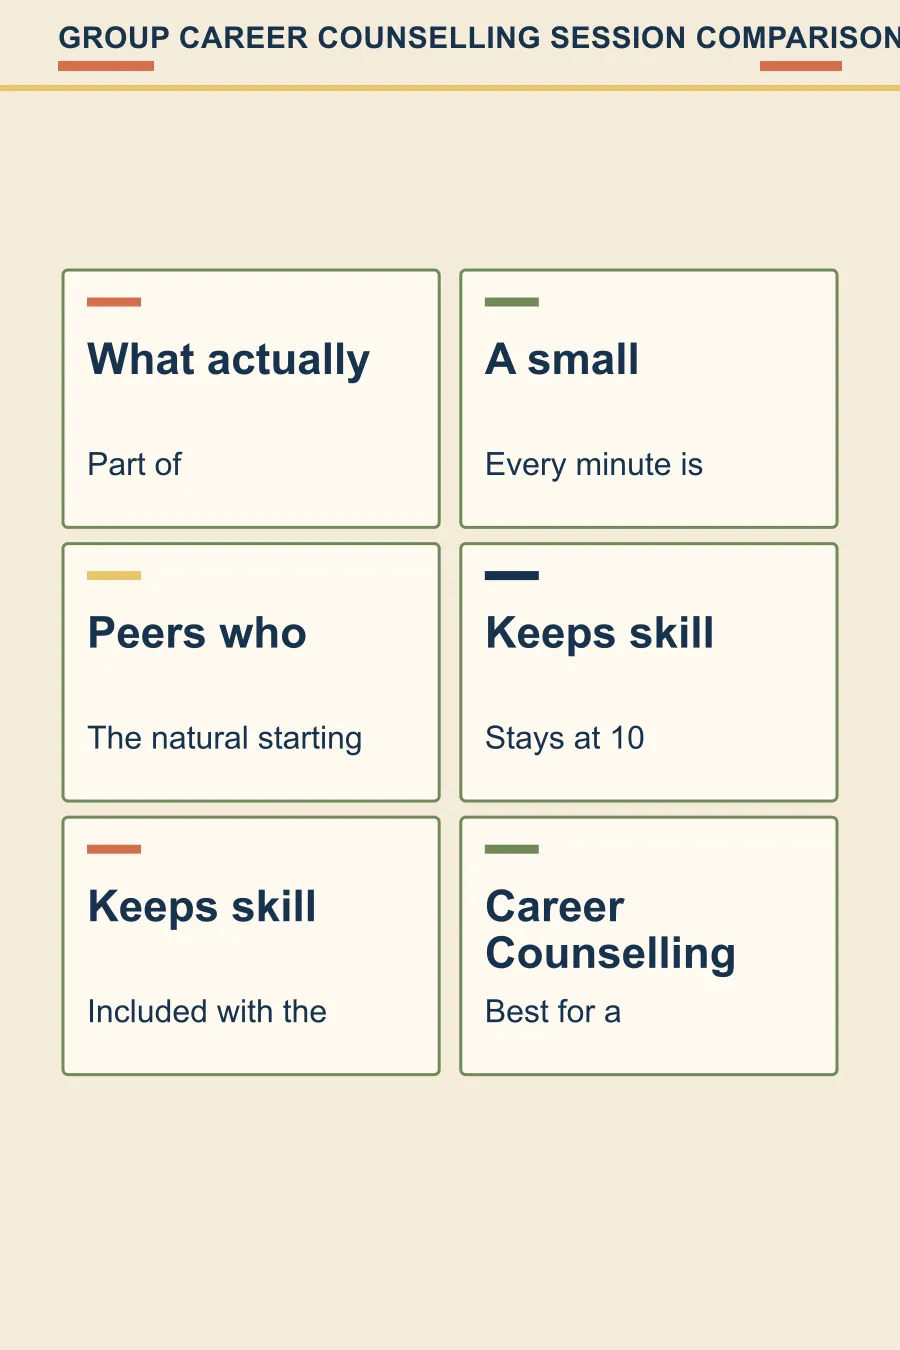 GROUP CAREER COUNSELLING SESSION COMPARISON
What actually
Part of
A small
Every minute is
Peers who
The natural starting
Keeps skill
Stays at 10
Keeps skill
Included with the
Career
Counselling
Best for a